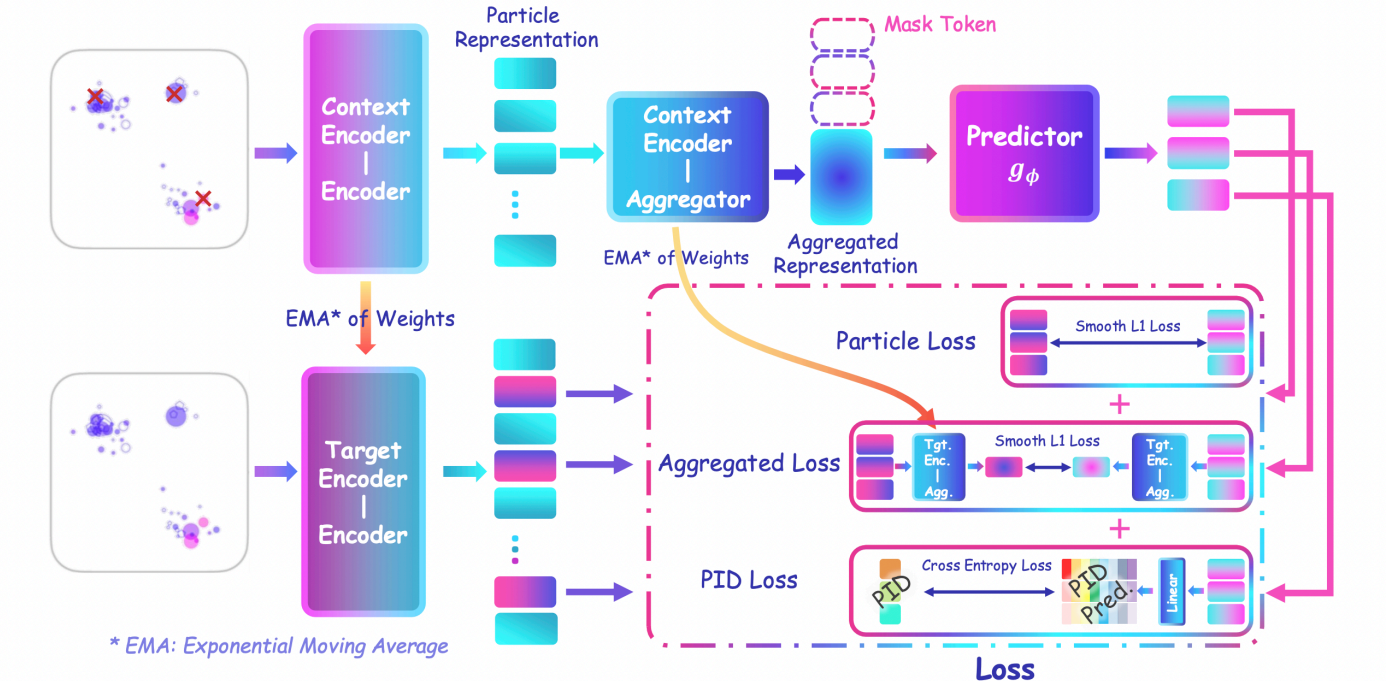 Particle
Representation
Mask Token
Context
Encoder
|
Encoder
Context
Encoder
|
Aggregator
Predictor
gϕ
EMA* of Weights
Aggregated
Representation
EMA* of Weights
Particle Loss
Smooth L1 Loss
+
Target
Encoder
|
Encoder
Aggregated Loss
Tgt.
Enc.
|
Agg.
Smooth L1 Loss
Tgt.
Enc.
|
Agg.
+
PID Loss
PID
Cross Entropy Loss
PID
Pred.
Linear
* EMA: Exponential Moving Average
Loss